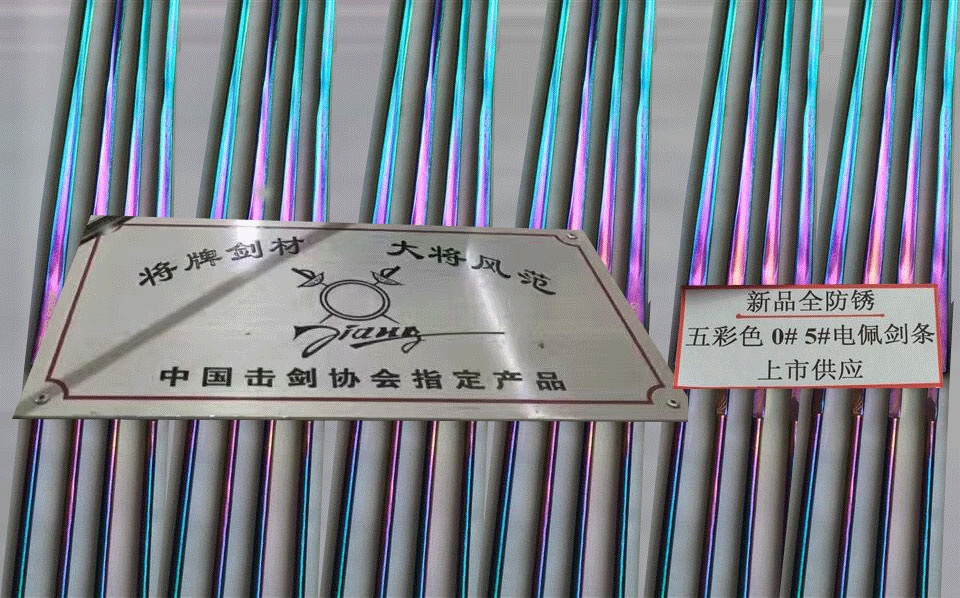 将牌剑材 大将风范
Jiang
中国击剑协会指定产品
新品全防锈
五彩色 0# 5#电佩剑条
上市供应